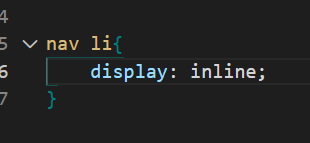 4
5 nav li{
6 display: inline;
7 }